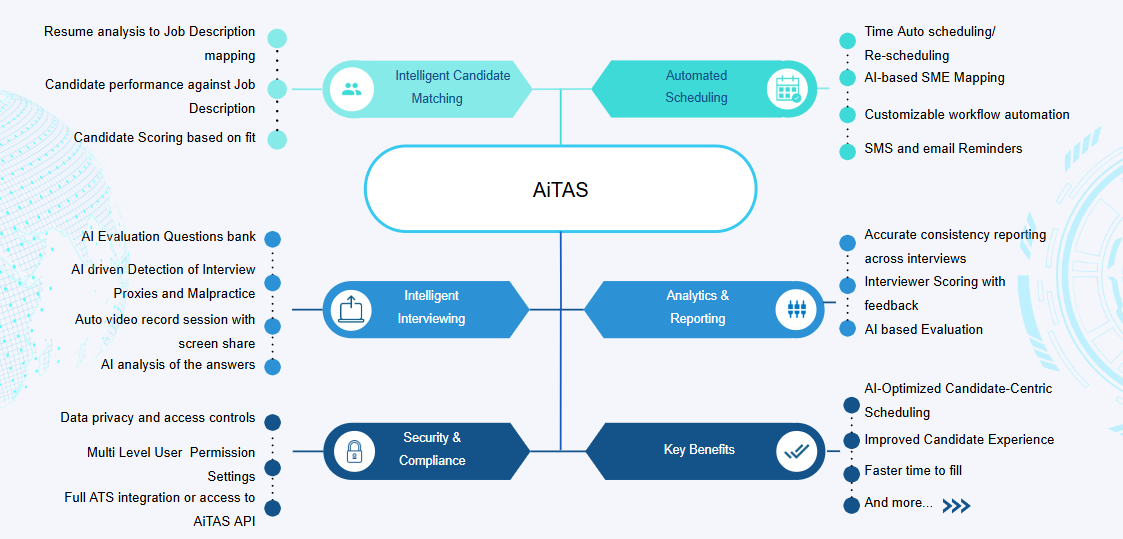 Resume analysis to Job Description
mapping
Candidate performance against Job
Description
Candidate Scoring based on fit
Intelligent Candidate
Matching
Automated
Scheduling
Time Auto scheduling/
Re-scheduling
AI-based SME Mapping
Customizable workflow automation
SMS and email Reminders
AiTAS
AI Evaluation Questions bank
AI driven Detection of Interview
Proxies and Malpractice
Auto video record session with
screen share
AI analysis of the answers
Intelligent
Interviewing
Analytics &
Reporting
Accurate consistency reporting
across interviews
Interviewer Scoring with
feedback
AI based Evaluation
Data privacy and access controls
Multi Level User  Permission
Settings
Full ATS integration or access to
AiTAS API
Security &
Compliance
Key Benefits
AI-Optimized Candidate-Centric
Scheduling
Improved Candidate Experience
Faster time to fill
And more...